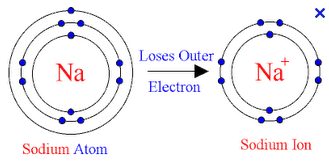 Na
Loses Outer
Electron
Na+
Sodium Atom
Sodium Ion